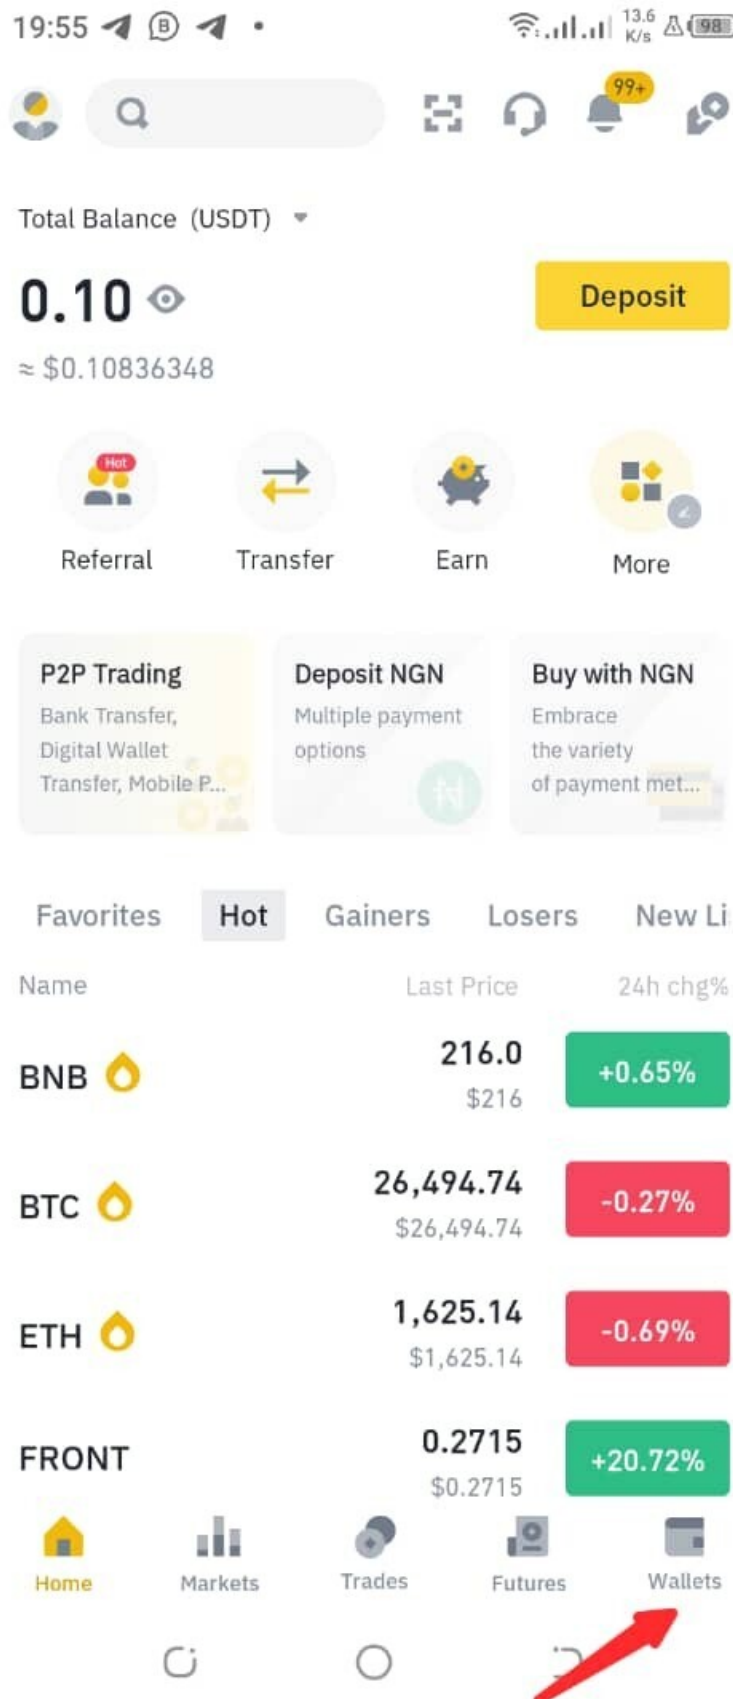 19:55
13.6
K/s
98
99+
Total Balance (USDT)
0.10
Deposit
≈ $0.10836348
Hot
Referral
Transfer
Earn
More
P2P Trading
Bank Transfer,
Digital Wallet
Transfer, Mobile P...
Deposit NGN
Multiple payment
options
Buy with NGN
Embrace
the variety
of payment met...
Favorites Hot Gainers Losers New Li
Name Last Price 24h chg%
BNB 216.0 +0.65%
$216
BTC 26,494.74 -0.27%
$26,494.74
ETH 1,625.14 -0.69%
$1,625.14
FRONT 0.2715 +20.72%
$0.2715
Home Markets Trades Futures Wallets